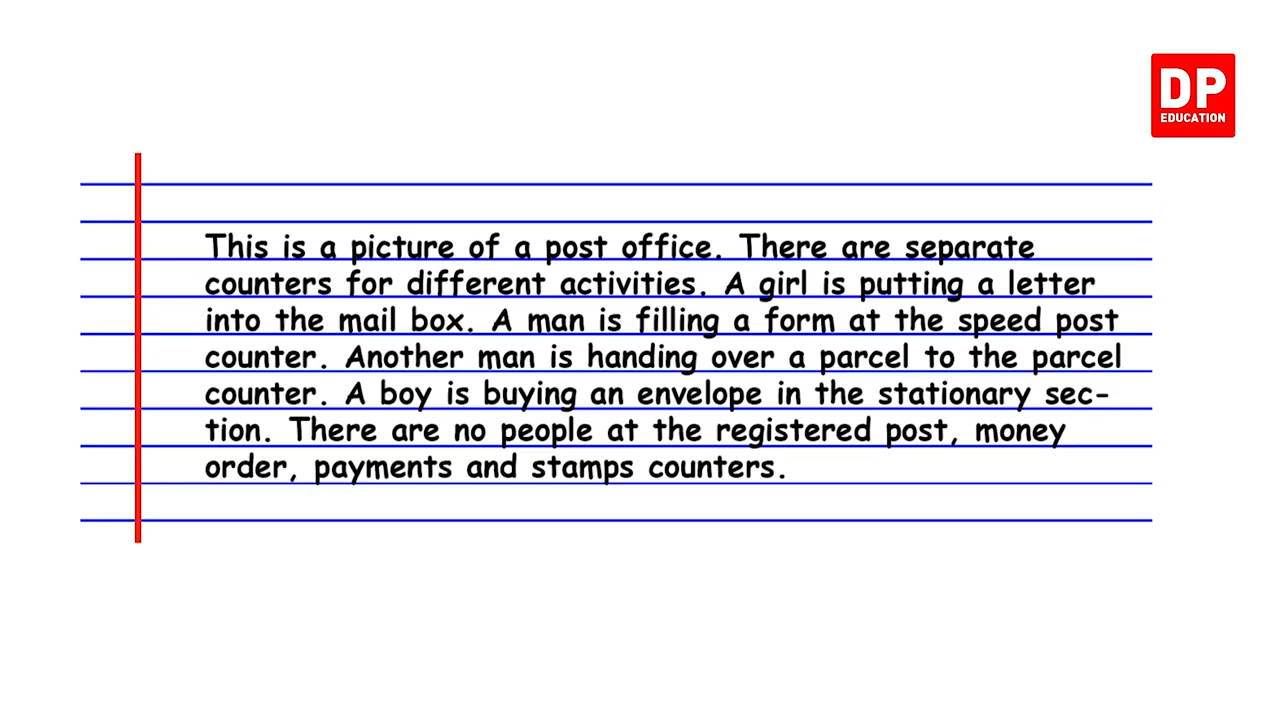 DP
EDUCATION
This is a picture of a post office. There are separate
counters for different activities. A girl is putting a letter
into the mail box. A man is filling a form at the speed post
counter. Another man is handing over a parcel to the parcel
counter. A boy is buying an envelope in the stationary sec-
tion. There are no people at the registered post, money
order, payments and stamps counters.